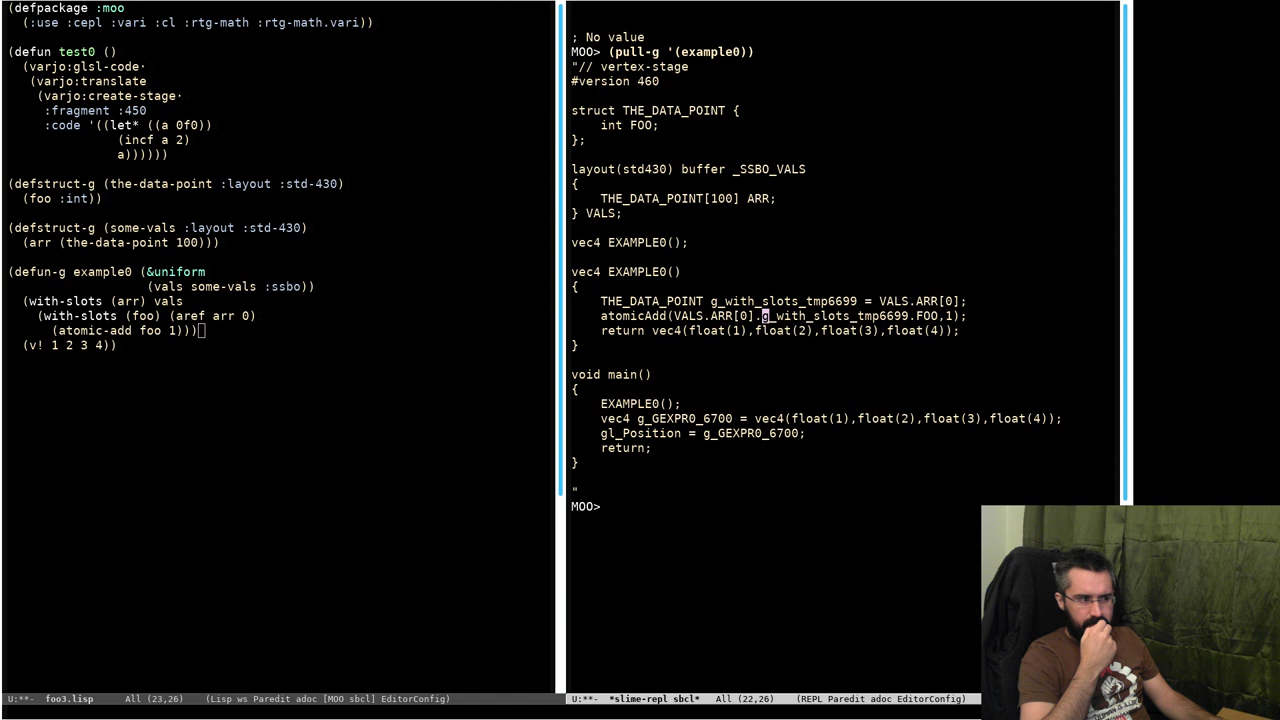 (defpackage :moo
  (:use :cepl :vari :cl :rtg-math :rtg-math.vari))
(defun test0 ()
  (varjo:glsl-code·
   (varjo:translate
    (varjo:create-stage·
     :fragment :450
     :code '((let* ((a 0f0))
               (incf a 2)
               a))))))
(defstruct-g (the-data-point :layout :std-430)
  (foo :int))
(defstruct-g (some-vals :layout :std-430)
  (arr (the-data-point 100)))
(defun-g example0 (&uniform
                   (vals some-vals :ssbo))
  (with-slots (arr) vals
    (with-slots (foo) (aref arr 0)
      (atomic-add foo 1)))
  (v! 1 2 3 4))
U:**-  foo3.lisp      All (23,26)   (Lisp ws Paredit adoc [MOO sbcl] EditorConfig)
; No value
MOO> (pull-g '(example0))
"// vertex-stage
#version 460
struct THE_DATA_POINT {
    int FOO;
};
layout(std430) buffer _SSBO_VALS
{
    THE_DATA_POINT[100] ARR;
} VALS;
vec4 EXAMPLE0();
vec4 EXAMPLE0()
{
    THE_DATA_POINT g_with_slots_tmp6699 = VALS.ARR[0];
    atomicAdd(VALS.ARR[0].g_with_slots_tmp6699.FOO,1);
    return vec4(float(1),float(2),float(3),float(4));
}
void main()
{
    EXAMPLE0();
    vec4 g_GEXPR0_6700 = vec4(float(1),float(2),float(3),float(4));
    gl_Position = g_GEXPR0_6700;
    return;
}
"
MOO>
U:**-  *slime-repl sbcl*   All (22,26)   (REPL Paredit adoc EditorConfig)